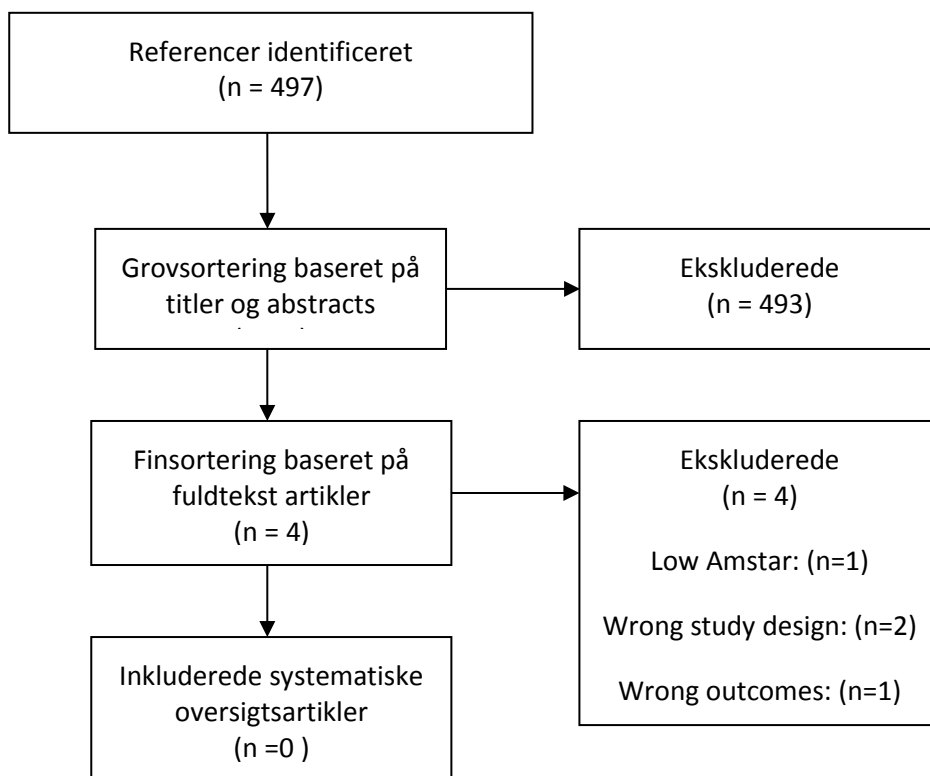 Referencer identificeret
(n = 497)
Grovsortering baseret på
titler og abstracts
Ekskluderede
(n = 493)
Finsortering baseret på
fuldtekst artikler
(n = 4)
Ekskluderede
(n = 4)
Low Amstar: (n=1)
Wrong study design: (n=2)
Wrong outcomes: (n=1)
Inkluderede systematiske
oversigtsartikler
(n =0 )